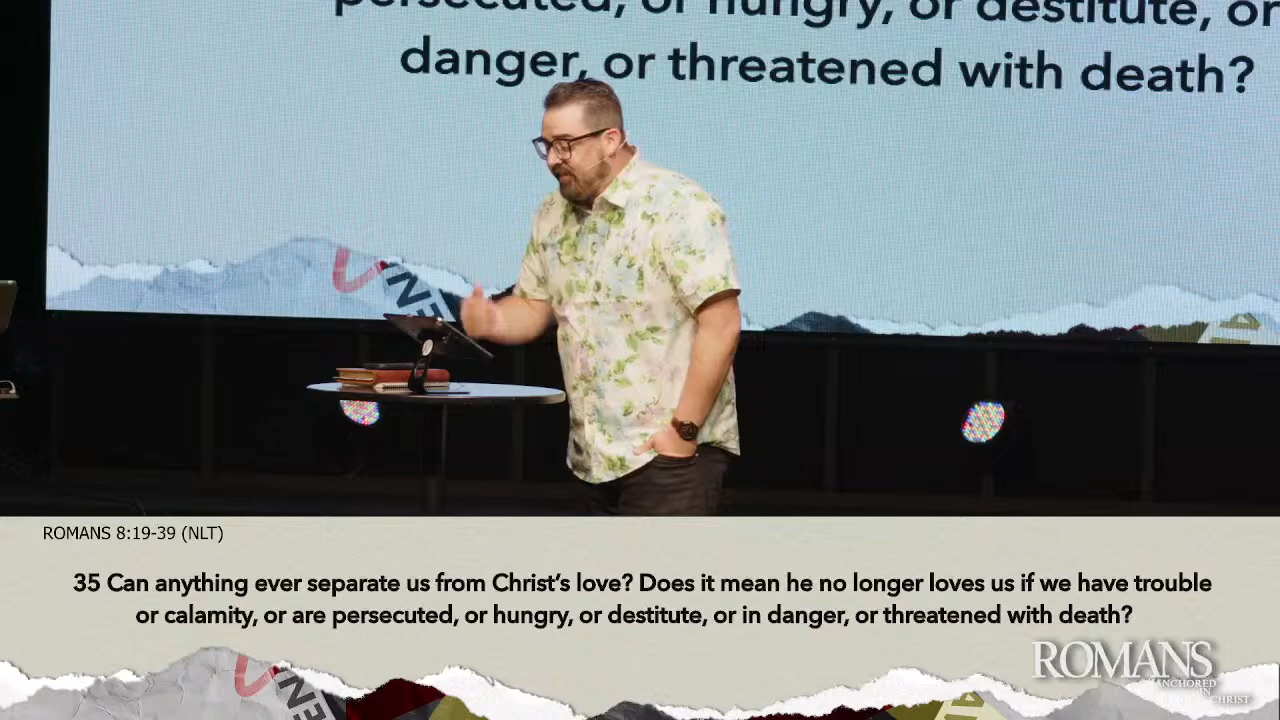 persecuted, or hungry, or destitute, or
danger, or threatened with death?
ROMANS 8:19-39 (NLT)
35 Can anything ever separate us from Christ's love? Does it mean he no longer loves us if we have trouble
or calamity, or are persecuted, or hungry, or destitute, or in danger, or threatened with death?
ROMANS
ANCHORED
IN
CHRIST